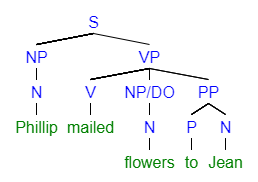 S
NP VP
N V NP/DO PP
Phillip mailed N P N
flowers to Jean